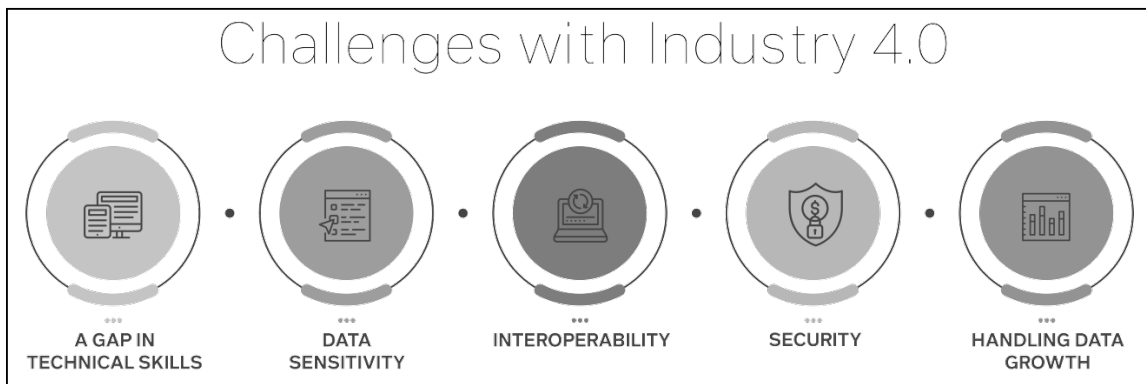 Challenges with Industry 4.0
A GAP IN
TECHNICAL SKILLS
DATA
SENSITIVITY
INTEROPERABILITY
SECURITY
HANDLING DATA
GROWTH